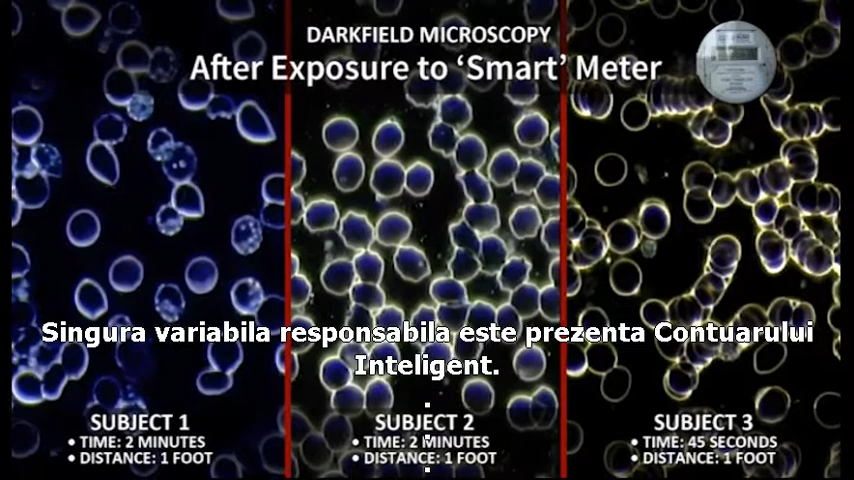 DARKFIELD MICROSCOPY
After Exposure to ‘Smart’ Meter
Singura variabila responsabila este prezenta Contuarului
Inteligent.
SUBJECT 1
• TIME: 2 MINUTES
• DISTANCE: 1 FOOT
SUBJECT 2
• TIME: 2 MINUTES
• DISTANCE: 1 FOOT
SUBJECT 3
• TIME: 45 SECONDS
• DISTANCE: 1 FOOT